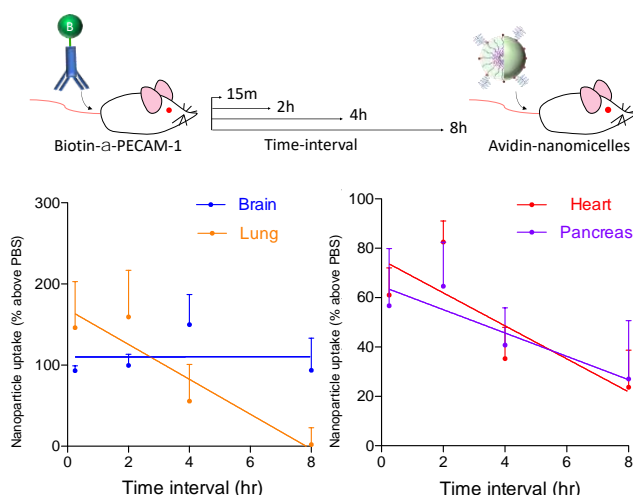 B
15m
2h
4h
8h
Biotin-a-PECAM-1
Time-interval
Avidin-nanomicelles
Brain
Lung
Nanoparticle uptake (% above PBS)
300
200
100
0
0 2 4 6 8
Time interval (hr)
Heart
Pancreas
Nanoparticle uptake (% above PBS)
100
80
60
40
20
0
0 2 4 6 8
Time interval (hr)